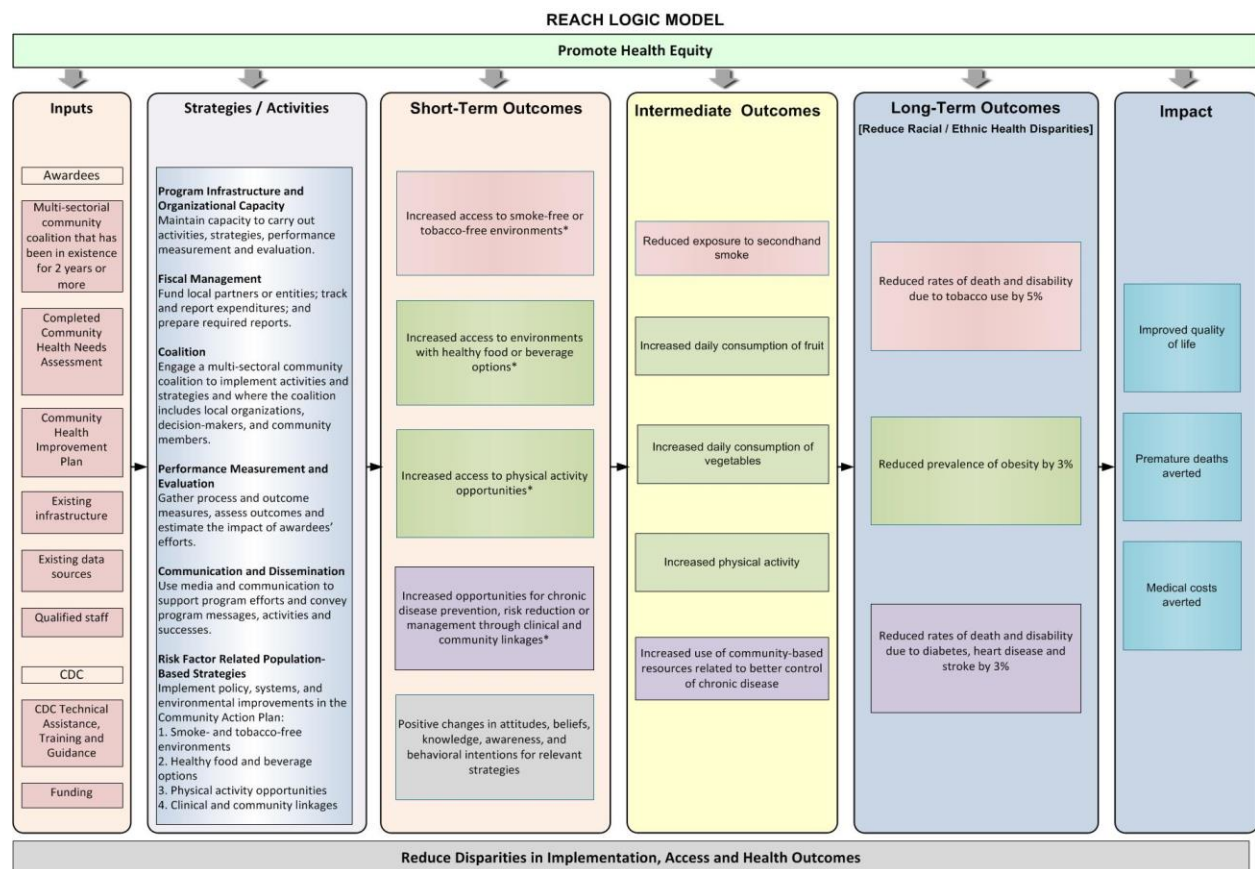 REACH LOGIC MODEL
Promote Health Equity
Inputs
Awardees
Multi-sectorial
community
coalition that has
been in existence
for 2 years or
more
Completed
Community
Health Needs
Assessment
Community
Health
Improvement
Plan
Existing
infrastructure
Existing data
sources
Qualified staff
CDC
CDC Technical
Assistance,
Training and
Guidance
Funding
Strategies / Activities
Program Infrastructure and
Organizational Capacity
Maintain capacity to carry out
activities, strategies, performance
measurement and evaluation.
Fiscal Management
Fund local partners or entities; track
and report expenditures; and
prepare required reports.
Coalition
Engage a multi-sectoral community
coalition to implement activities and
strategies and where the coalition
includes local organizations,
decision-makers, and community
members.
Performance Measurement and
Evaluation
Gather process and outcome
measures, assess outcomes and
estimate the impact of awardees’
efforts.
Communication and Dissemination
Use media and communication to
support program efforts and convey
program messages, activities and
successes.
Risk Factor Related Population-
Based Strategies
Implement policy, systems, and
environmental improvements in the
Community Action Plan:
1. Smoke- and tobacco-free
environments
2. Healthy food and beverage
options
3. Physical activity opportunities
4. Clinical and community linkages
Short-Term Outcomes
Increased access to smoke-free or
tobacco-free environments*
Increased access to environments
with healthy food or beverage
options*
Increased access to physical activity
opportunities*
Increased opportunities for chronic
disease prevention, risk reduction or
management through clinical and
community linkages*
Positive changes in attitudes, beliefs,
knowledge, awareness, and
behavioral intentions for relevant
strategies
Intermediate Outcomes
Reduced exposure to secondhand
smoke
Increased daily consumption of fruit
Increased daily consumption of
vegetables
Increased physical activity
Increased use of community-based
resources related to better control
of chronic disease
Long-Term Outcomes
[Reduce Racial / Ethnic Health Disparities]
Reduced rates of death and disability
due to tobacco use by 5%
Reduced prevalence of obesity by 3%
Reduced rates of death and disability
due to diabetes, heart disease and
stroke by 3%
Impact
Improved quality
of life
Premature deaths
averted
Medical costs
averted
Reduce Disparities in Implementation, Access and Health Outcomes